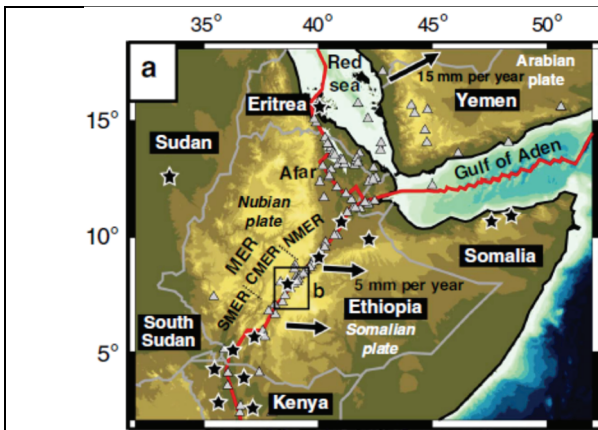 35° 40° 45° 50°
a
Red
sea
15 mm per year
Arabian
plate
Yemen
Eritrea
15°
Sudan
Gulf of Aden
Afar
Nubian
plate
10°
MER
CMER
NMER
SMER
Somalia
b
5 mm per year
Ethiopia
Somalian
plate
South
Sudan
5°
Kenya